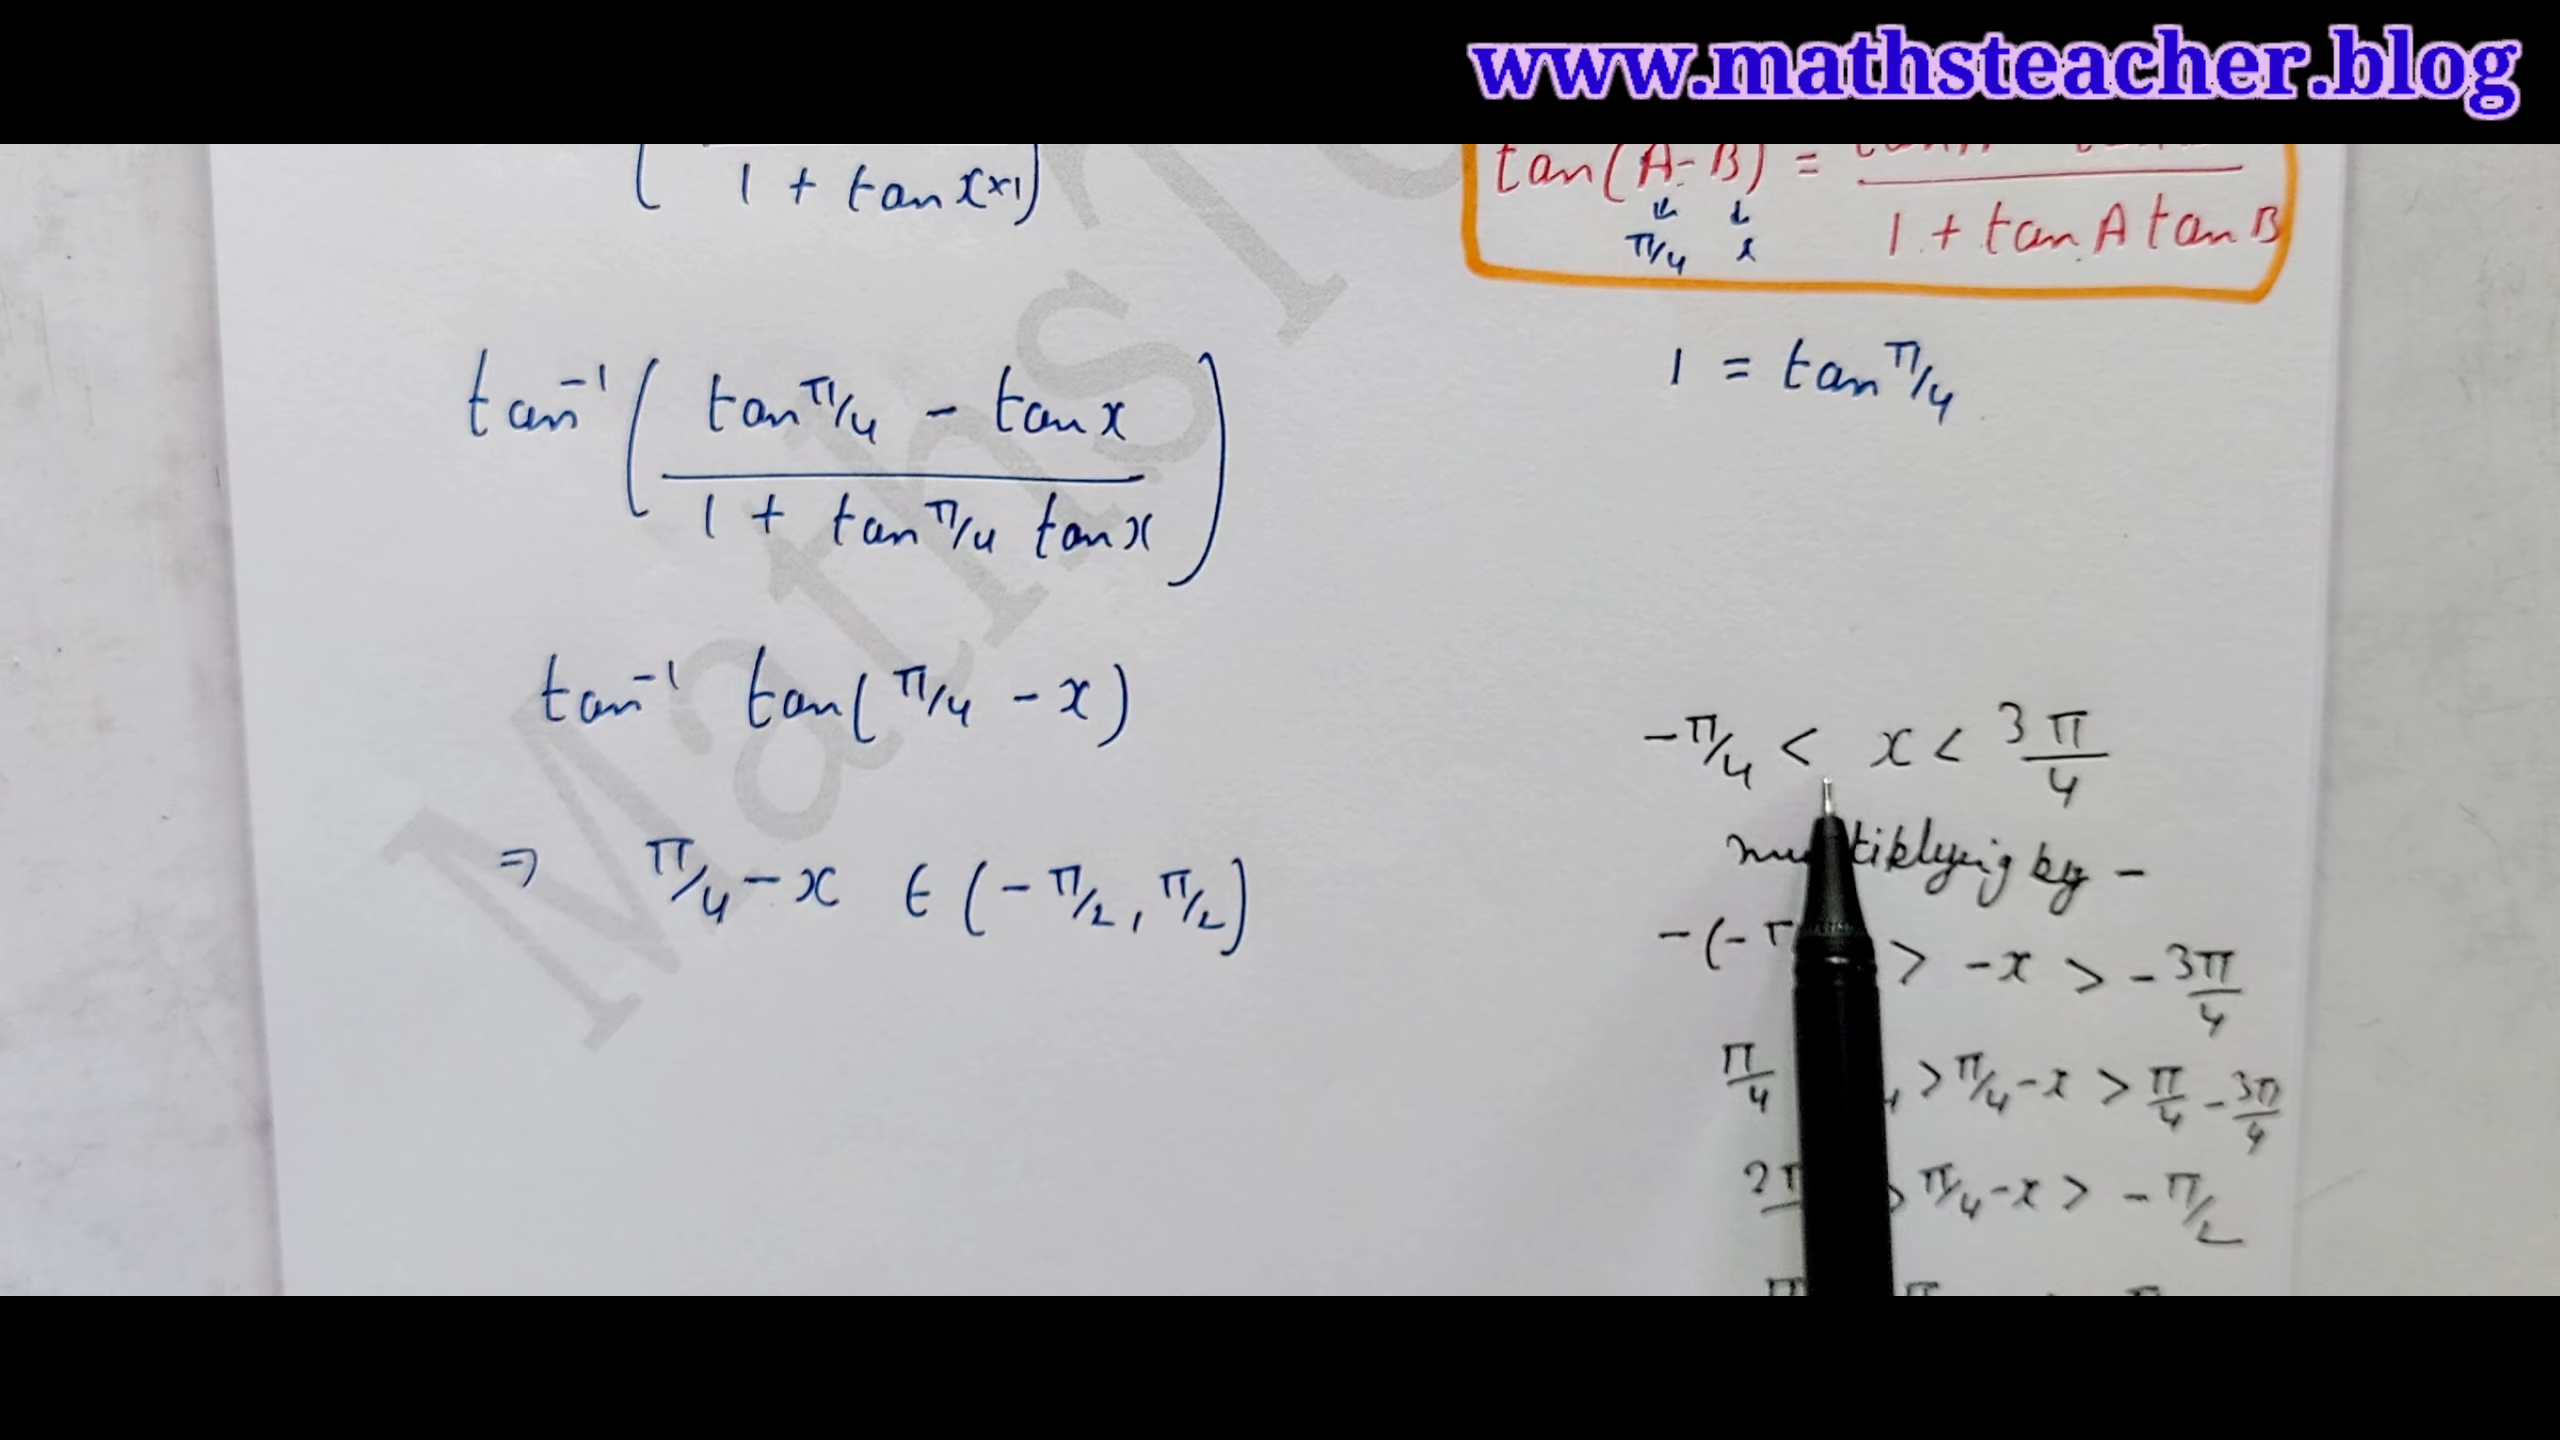 www.mathsteacher.blog
1 + tan x×1)
tan(A-B) =
1 + tan A tan B
π/4 x
tan⁻¹( tan π/4 - tan x
1 + tan π/4 tan x )
1 = tan π/4
tan⁻¹ tan( π/4 - x )
-π/4 < x < 3π/4
by -
⇒ π/4 - x ∈ (-π/2, π/2)
> -x > - 3π/4
π/4 > π/4 - x > π/4 - 3π/4
π/4 - x > - π/2
Maths